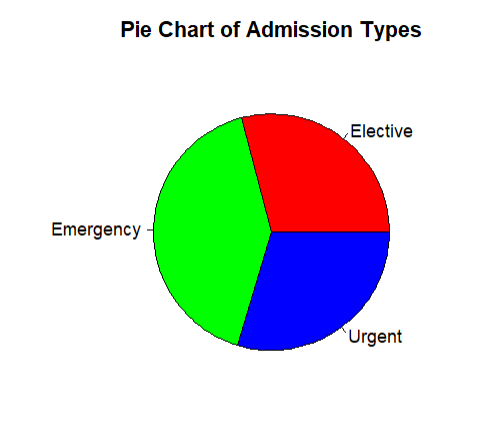 Pie Chart of Admission Types
Elective
Emergency
Urgent